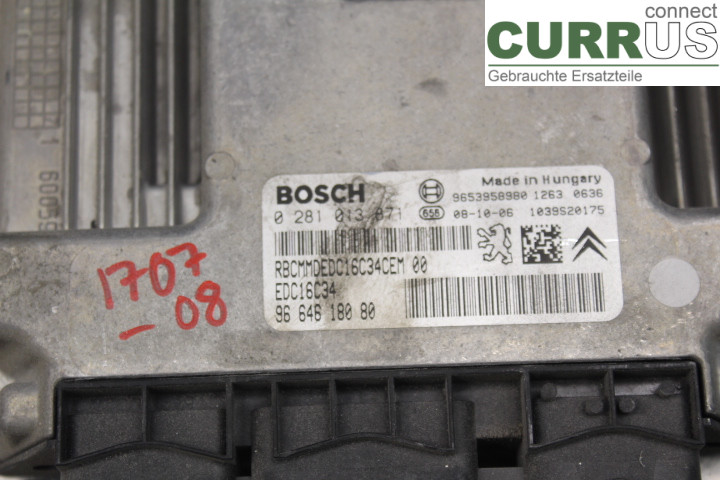 connect
CURRUS
Gebrauchte Ersatzteile
BOSCH
Made in Hungary
9653958980 1263 0636
0 281 013 871
656
08-10-06 1039S20175
RBCMMDEDC16C34CEM 00
EDC16C34
96 646 180 80
1707
-08